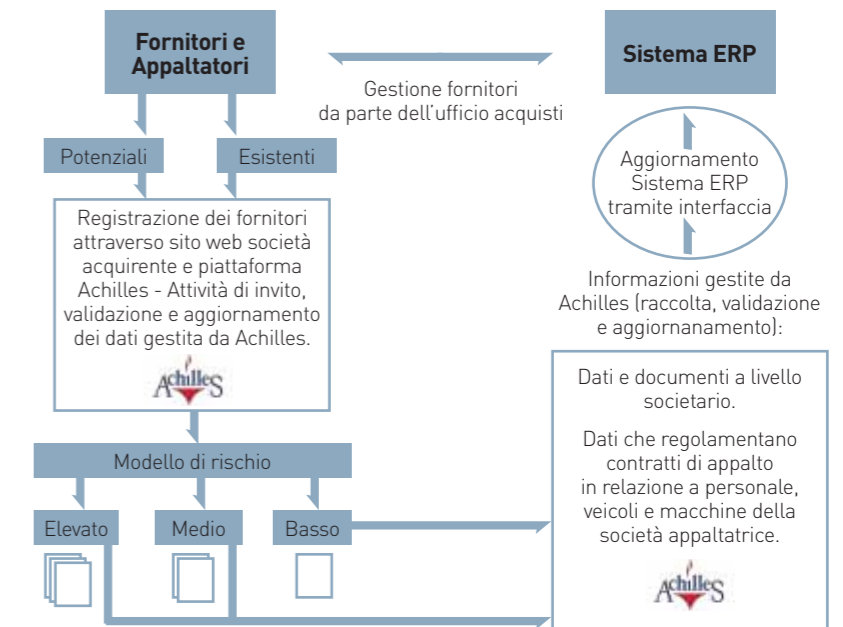 Fornitori e
Appaltatori
Gestione fornitori
da parte dell'ufficio acquisti
Sistema ERP
Potenziali
Esistenti
Registrazione dei fornitori
attraverso sito web società
acquirente e piattaforma
Achilles - Attività di invito,
validazione e aggiornamento
dei dati gestita da Achilles.
Achilles
Modello di rischio
Elevato
Medio
Basso
Aggiornamento
Sistema ERP
tramite interfaccia
Informazioni gestite da
Achilles (raccolta, validazione
e aggiornanamento):
Dati e documenti a livello
societario.
Dati che regolamentano
contratti di appalto
in relazione a personale,
veicoli e macchine della
società appaltatrice.
Achilles